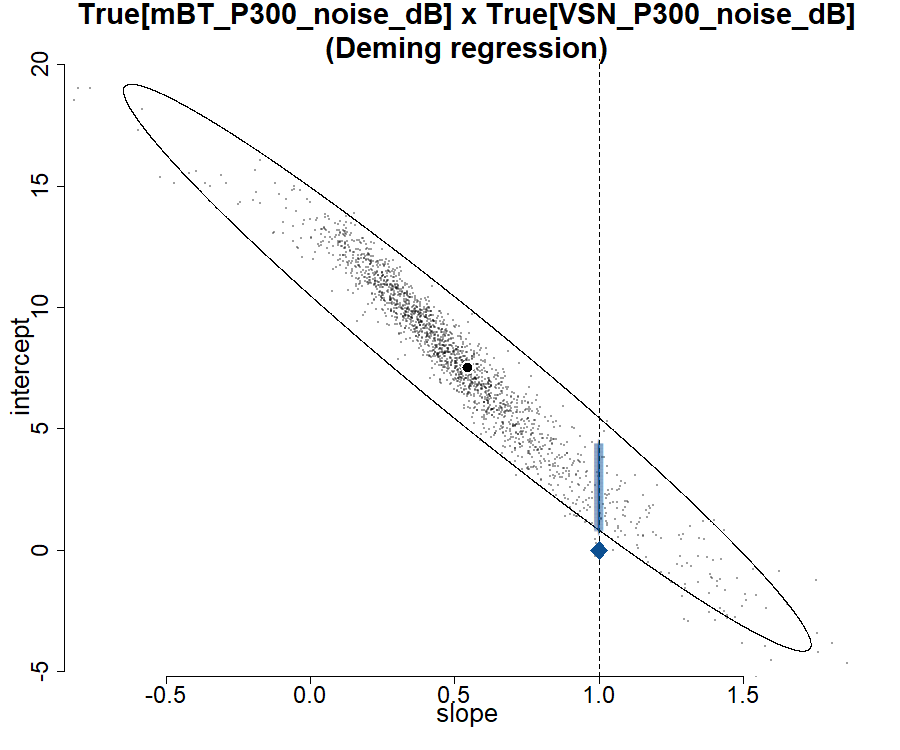 True[mBT_P300_noise_dB] x True[VSN_P300_noise_dB]
(Deming regression)
20
15
10
5
0
-5
intercept
-0.5 0.0 0.5 1.0 1.5
slope